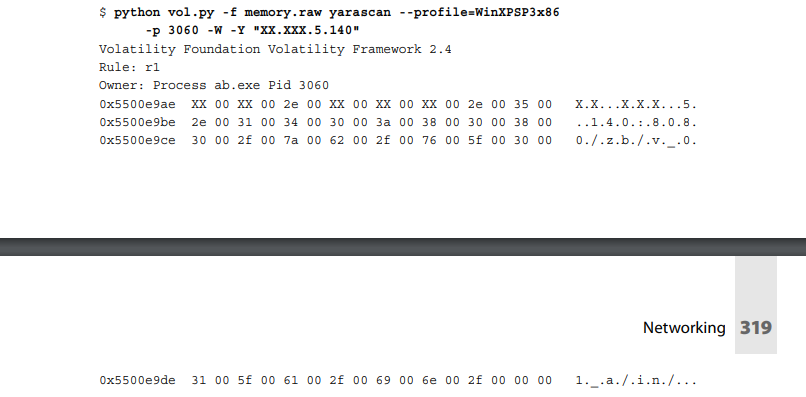 $ python vol.py -f memory.raw yarascan --profile=WinXPSP3x86
-p 3060 -W -Y "XX.XXX.5.140"
Volatility Foundation Volatility Framework 2.4
Rule: r1
Owner: Process ab.exe Pid 3060
0x5500e9ae XX 00 XX 00 2e 00 XX 00 XX 00 XX 00 2e 00 35 00 X.X...X.X.X...5.
0x5500e9be 2e 00 31 00 34 00 30 00 3a 00 38 00 30 00 38 00 ..1.4.0.:.8.0.8.
0x5500e9ce 30 00 2f 00 7a 00 62 00 2f 00 76 00 5f 00 30 00 0./.z.b./.v._.0.
Networking 319
0x5500e9de 31 00 5f 00 61 00 2f 00 69 00 6e 00 2f 00 00 00 1._.a./.i.n./...